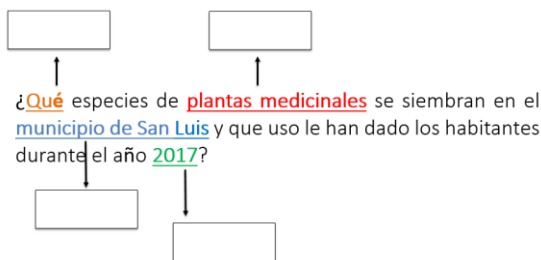 ¿Qué especies de plantas medicinales se siembran en el
municipio de San Luis y que uso le han dado los habitantes
durante el año 2017?